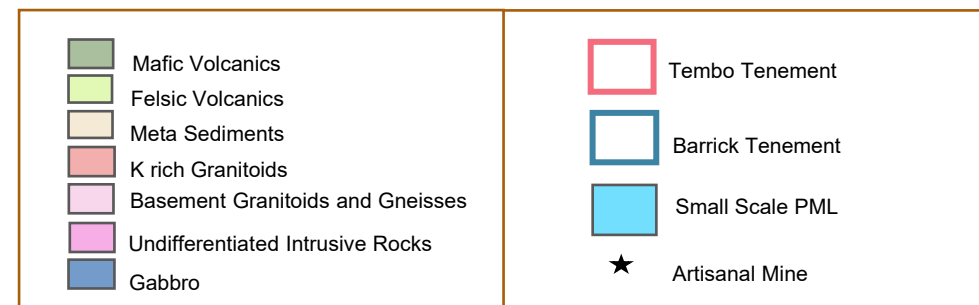 Mafic Volcanics
Felsic Volcanics
Meta Sediments
K rich Granitoids
Basement Granitoids and Gneisses
Undifferentiated Intrusive Rocks
Gabbro
Tembo Tenement
Barrick Tenement
Small Scale PML
Artisanal Mine